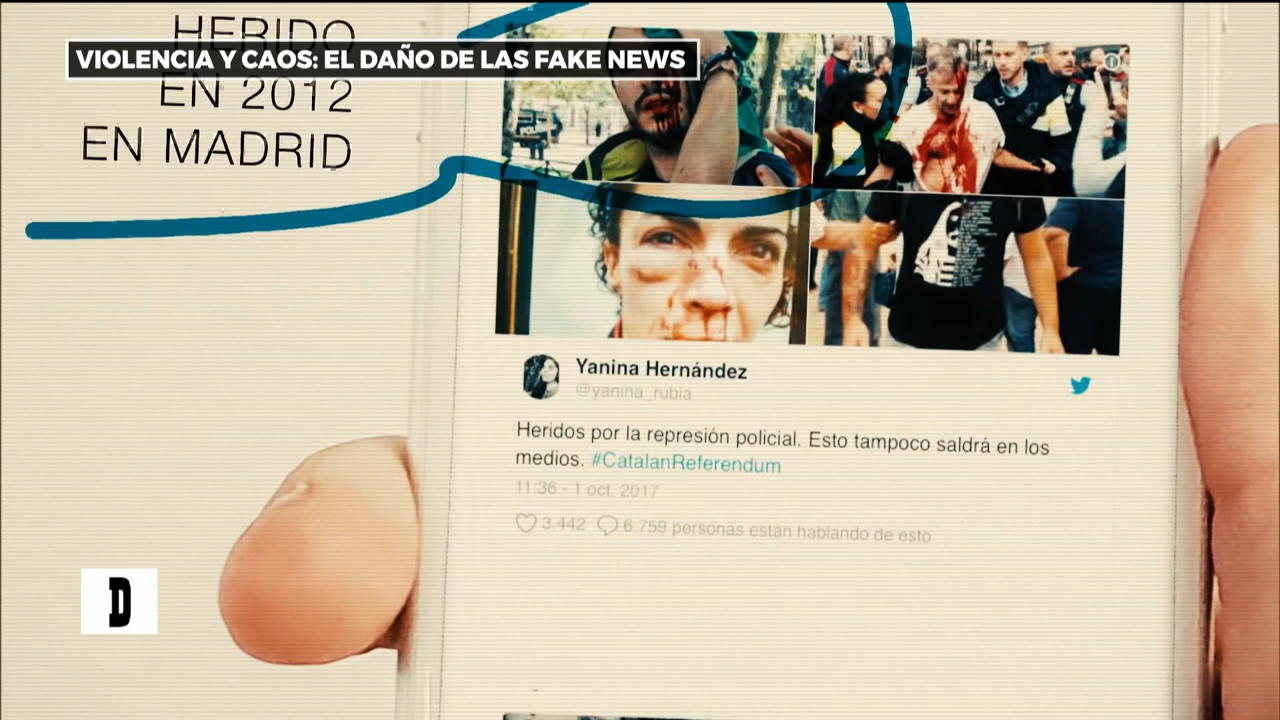 HERIDO
VIOLENCIA Y CAOS: EL DAÑO DE LAS FAKE NEWS
EN 2012
EN MADRID
Yanina Hernández
@yanina_rubia
Heridos por la represión policial. Esto tampoco saldrá en los
medios. #CatalanReferendum
11:36 - 1 oct. 2017
3.442 6.759 personas están hablando de esto
D